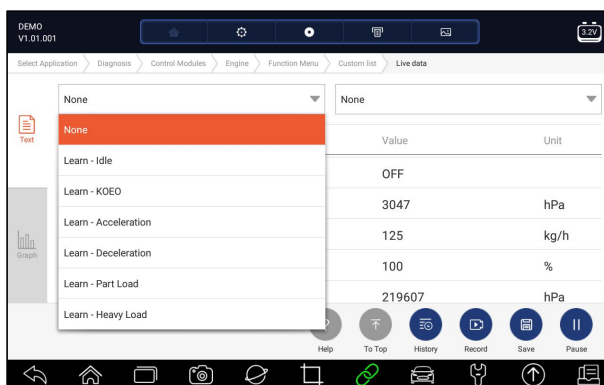 DEMO
V1.01.001
3.2V
Select Application Diagnosis Control Modules Engine Function Menu Custom list Live data
None None
Text
None
Value Unit
Learn - Idle
OFF
Learn - KOEO
3047 hPa
Learn - Acceleration
125 kg/h
Graph
Learn - Deceleration
100 %
Learn - Part Load
219607 hPa
Learn - Heavy Load
?
Help To Top History Record Save Pause